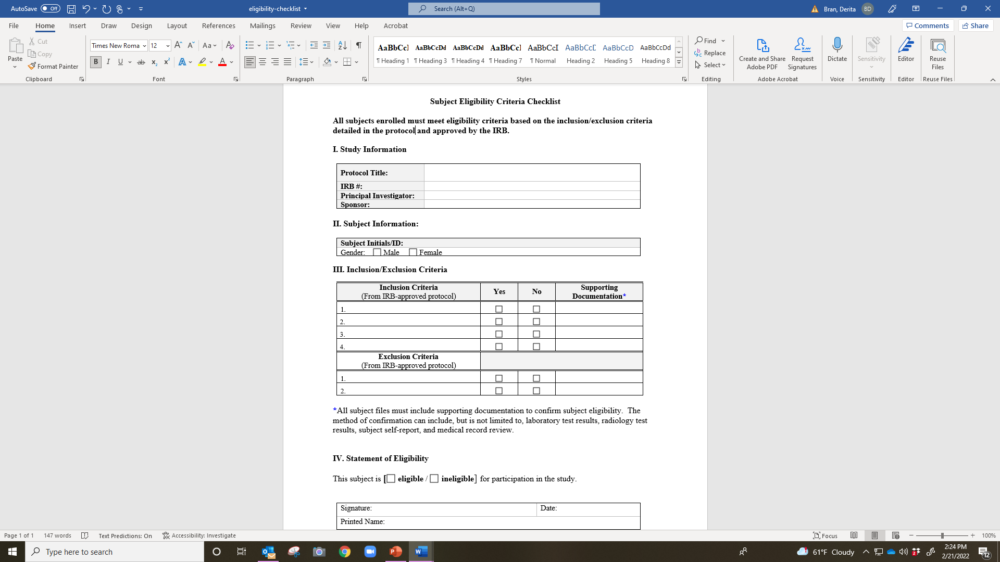 AutoSave Off
eligibility-checklist
Search (Alt+Q)
Bran, Derita BD
File Home Insert Draw Design Layout References Mailings Review View Help Acrobat
Comments Share
Paste
Cut
Copy
Format Painter
Clipboard
Times New Roma 12
Font
Paragraph
AaBbCcI AaBbCcDd AaBbCcDd AaBbCcI AaBbCcI AaBbCcD AaBbCcD AaBbCcDd
¶ Heading 1 ¶ Heading 3 ¶ Heading 4 ¶ Heading 7 ¶ Normal Heading 2 Heading 5 Heading 8
Styles
Find
Replace
Select
Editing
Create and Share
Adobe PDF
Request
Signatures
Adobe Acrobat
Dictate
Voice
Sensitivity
Sensitivity
Editor
Editor
Reuse
Files
Reuse Files
Subject Eligibility Criteria Checklist
All subjects enrolled must meet eligibility criteria based on the inclusion/exclusion criteria
detailed in the protocol and approved by the IRB.
I. Study Information
Protocol Title:
IRB #:
Principal Investigator:
Sponsor:
II. Subject Information:
Subject Initials/ID:
Gender: Male Female
III. Inclusion/Exclusion Criteria
Inclusion Criteria
(From IRB-approved protocol)
Yes No
Supporting
Documentation*
1.
2.
3.
4.
Exclusion Criteria
(From IRB-approved protocol)
1.
2.
*All subject files must include supporting documentation to confirm subject eligibility. The
method of confirmation can include, but is not limited to, laboratory test results, radiology test
results, subject self-report, and medical record review.
IV. Statement of Eligibility
This subject is [ eligible / ineligible] for participation in the study.
Signature: Date:
Printed Name:
Page 1 of 1 147 words Text Predictions: On Accessibility: Investigate
Focus 100%
Type here to search
61°F Cloudy
2:24 PM
2/21/2022
12